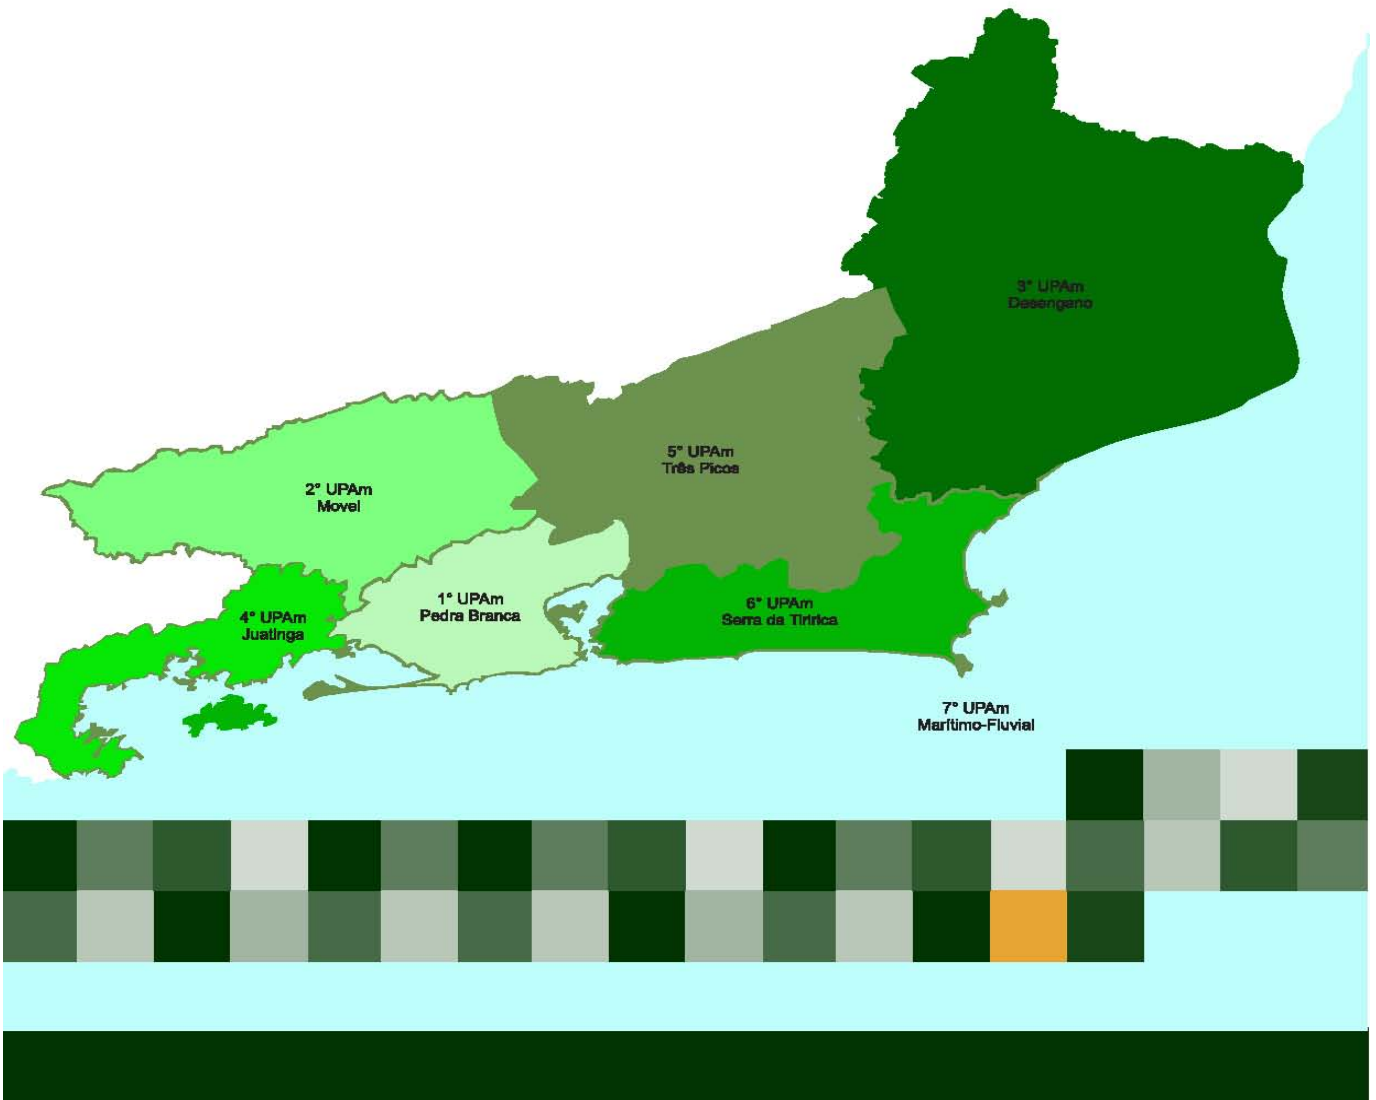 3° UPAm
Desengano
5° UPAm
Três Picos
2° UPAm
Movel
1° UPAm
Pedra Branca
6° UPAm
Serra da Tiririca
4° UPAm
Juatinga
7° UPAm
Marítimo-Fluvial